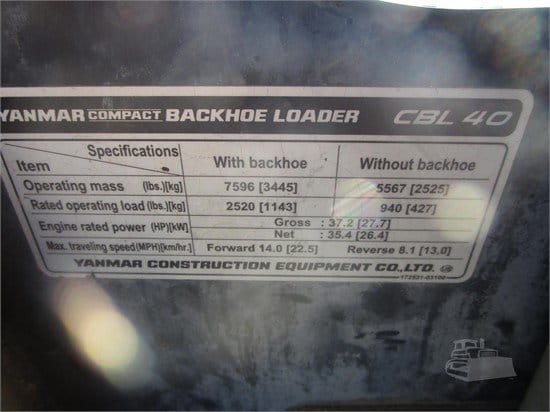 YANMAR COMPACT BACKHOE LOADER CBL 40
Specifications
Item
With backhoe
Without backhoe
Operating mass (lbs.)[kg] 7596 [3445] 5567 [2525]
Rated operating load (lbs.)[kg] 2520 [1143] 940 [427]
Engine rated power (HP)[kW] Gross : 37.2 [27.7]
Net : 35.4 [26.4]
Max. traveling speed(MPH)[km/hr.] Forward 14.0 [22.5] Reverse 8.1 [13.0]
YANMAR CONSTRUCTION EQUIPMENT CO.,LTD.
172531-03100